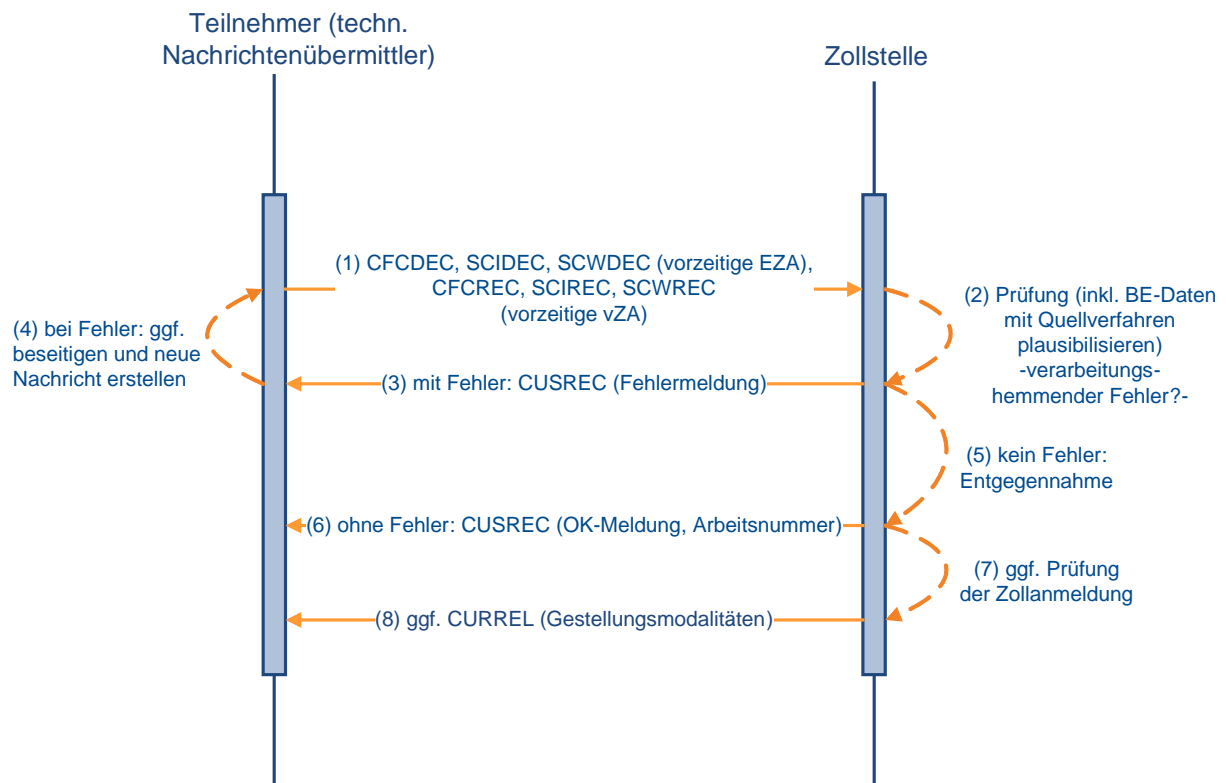 Teilnehmer (techn.
Nachrichtenübermittler)
Zollstelle
(1) CFCDEC, SCIDEC, SCWDEC (vorzeitige EZA),
CFCREC, SCIREC, SCWREC
(vorzeitige vZA)
(2) Prüfung (inkl. BE-Daten
mit Quellverfahren
plausibilisieren)
-verarbeitungs-
hemmender Fehler?-
(3) mit Fehler: CUSREC (Fehlermeldung)
(4) bei Fehler: ggf.
beseitigen und neue
Nachricht erstellen
(5) kein Fehler:
Entgegennahme
(6) ohne Fehler: CUSREC (OK-Meldung, Arbeitsnummer)
(7) ggf. Prüfung
der Zollanmeldung
(8) ggf. CURREL (Gestellungsmodalitäten)